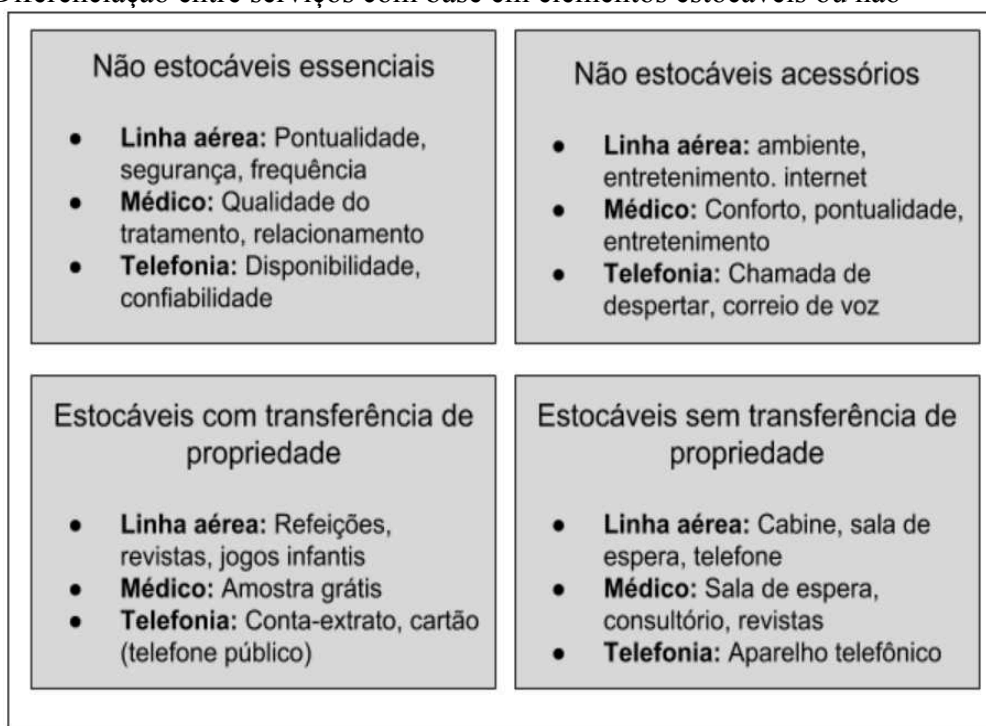 Diferenciação entre serviços com base em elementos estocáveis ou não
Não estocáveis essenciais
● Linha aérea: Pontualidade,
segurança, frequência
● Médico: Qualidade do
tratamento, relacionamento
● Telefonia: Disponibilidade,
confiabilidade
Não estocáveis acessórios
● Linha aérea: ambiente,
entretenimento. internet
● Médico: Conforto, pontualidade,
entretenimento
● Telefonia: Chamada de
despertar, correio de voz
Estocáveis com transferência de
propriedade
● Linha aérea: Refeições,
revistas, jogos infantis
● Médico: Amostra grátis
● Telefonia: Conta-extrato, cartão
(telefone público)
Estocáveis sem transferência de
propriedade
● Linha aérea: Cabine, sala de
espera, telefone
● Médico: Sala de espera,
consultório, revistas
● Telefonia: Aparelho telefônico